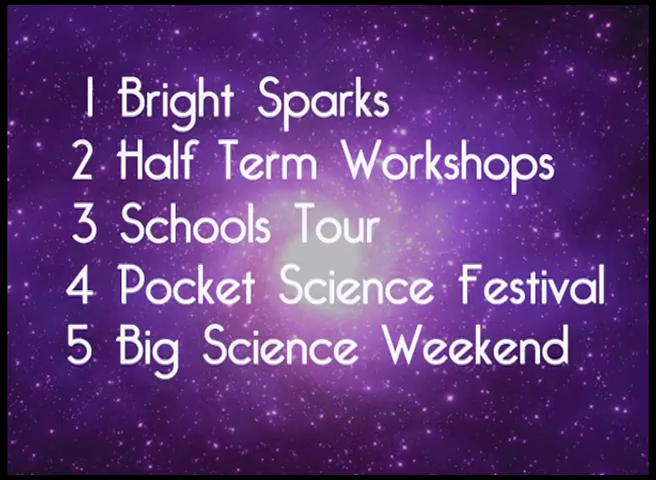 1 Bright Sparks
2 Half Term Workshops
3 Schools Tour
4 Pocket Science Festival
5 Big Science Weekend